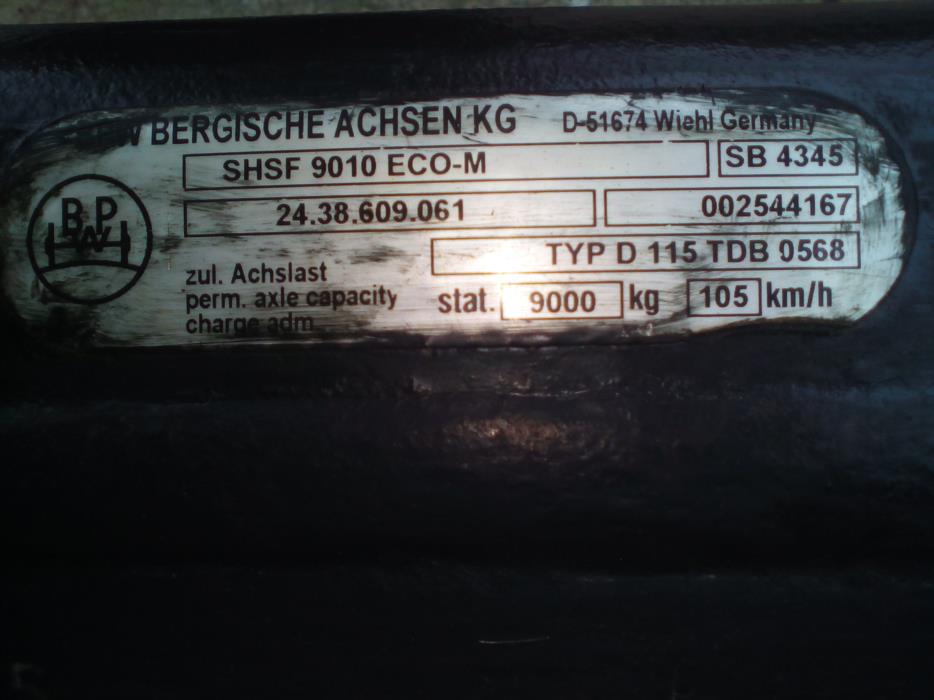 BERGISCHE ACHSEN KG D-51674 Wiehl Germany
SHSF 9010 ECO-M SB 4345
BPW
24.38.609.061 002544167
TYP D 115 TDB 0568
zul. Achslast
perm. axle capacity stat. 9000 kg 105 km/h
charge adm